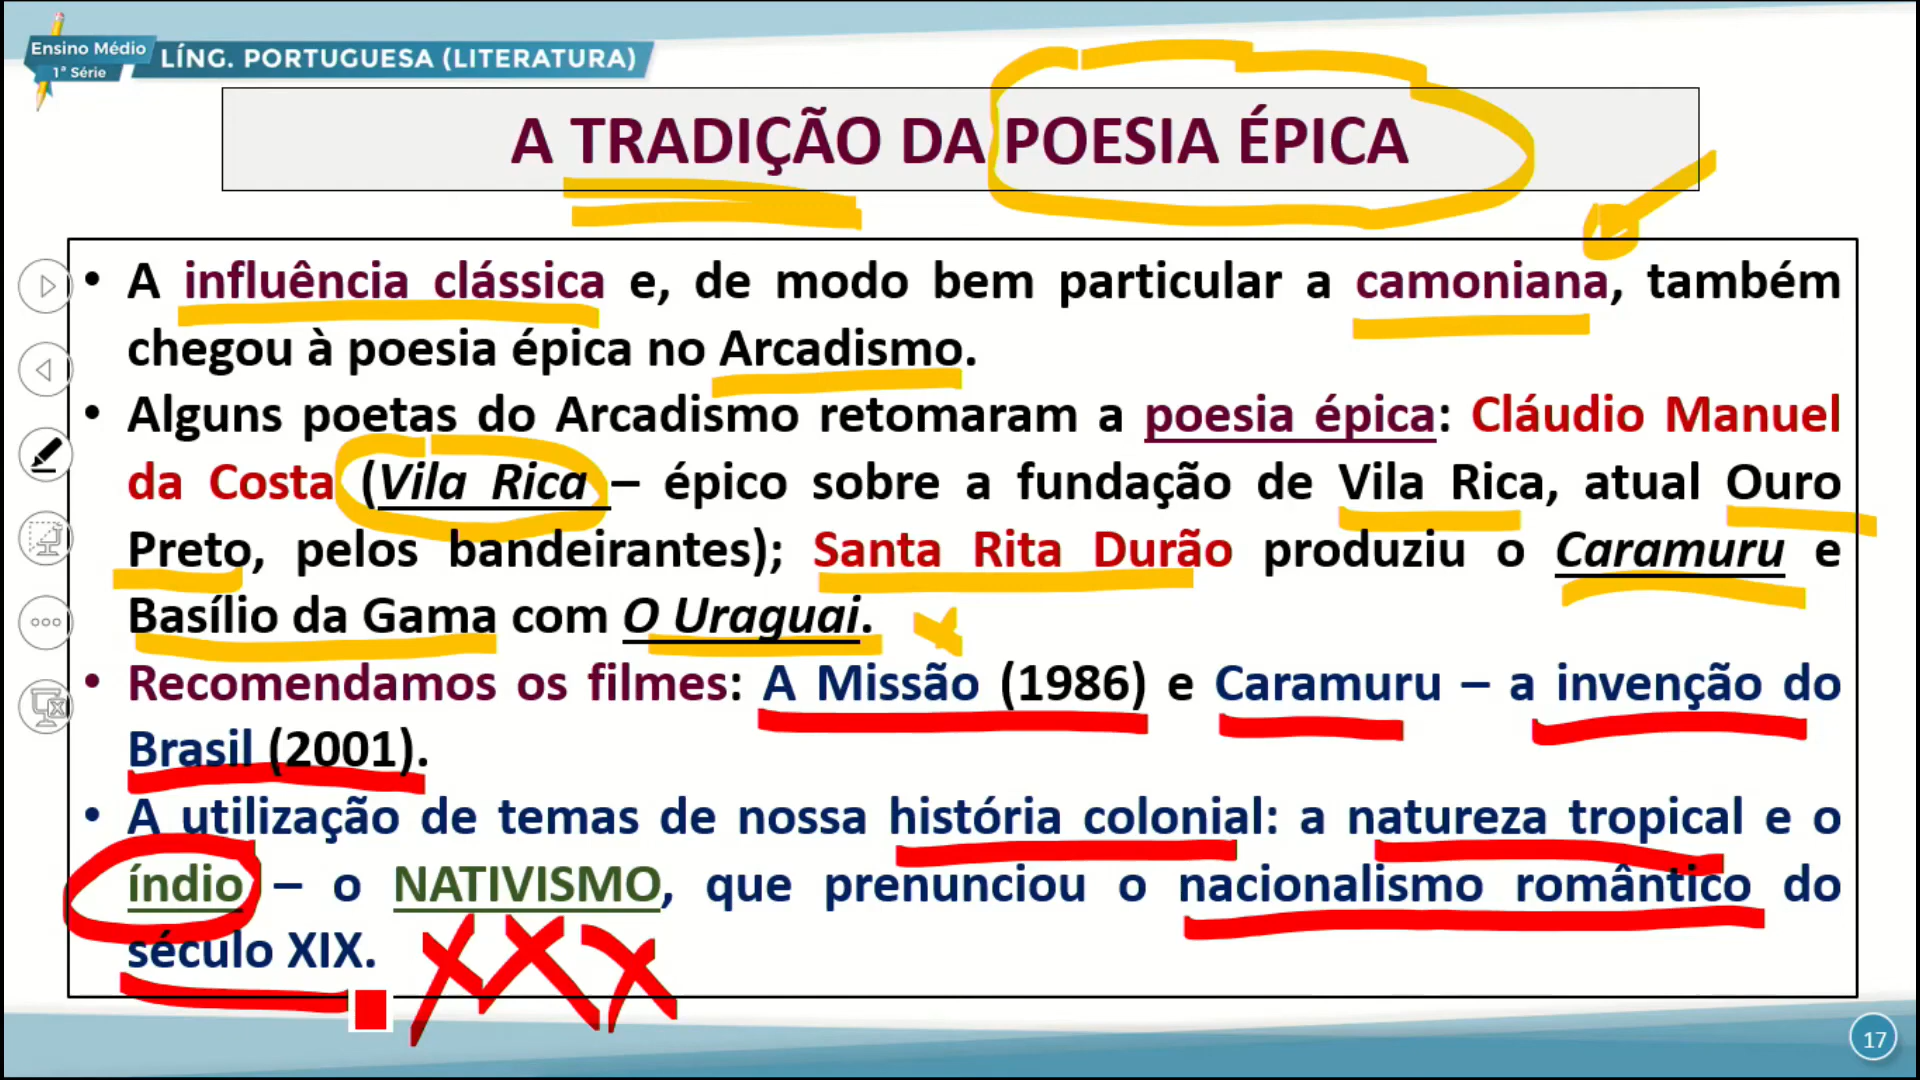 Ensino Médio
1ª Série
LÍNG. PORTUGUESA (LITERATURA)
A TRADIÇÃO DA POESIA ÉPICA
• A influência clássica e, de modo bem particular a camoniana, também
chegou à poesia épica no Arcadismo.
• Alguns poetas do Arcadismo retomaram a poesia épica: Cláudio Manuel
da Costa (Vila Rica – épico sobre a fundação de Vila Rica, atual Ouro
Preto, pelos bandeirantes); Santa Rita Durão produziu o Caramuru e
Basílio da Gama com O Uraguai.
• Recomendamos os filmes: A Missão (1986) e Caramuru – a invenção do
Brasil (2001).
• A utilização de temas de nossa história colonial: a natureza tropical e o
índio – o NATIVISMO, que prenunciou o nacionalismo romântico do
século XIX.
17